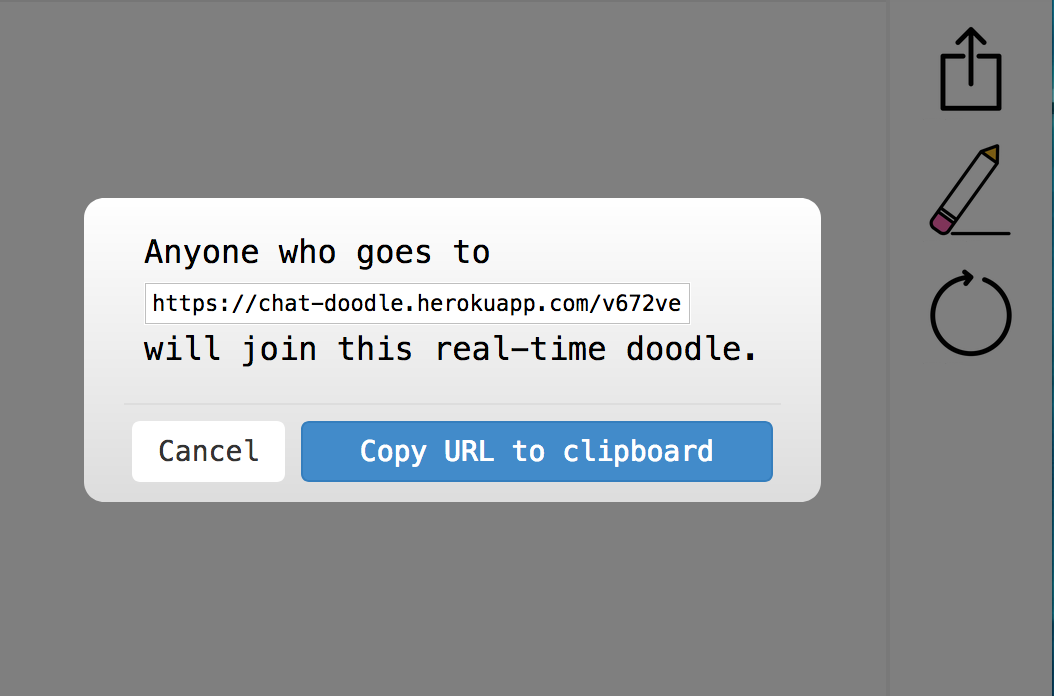 Anyone who goes to
https://chat-doodle.herokuapp.com/v672ve
will join this real-time doodle.
Cancel
Copy URL to clipboard